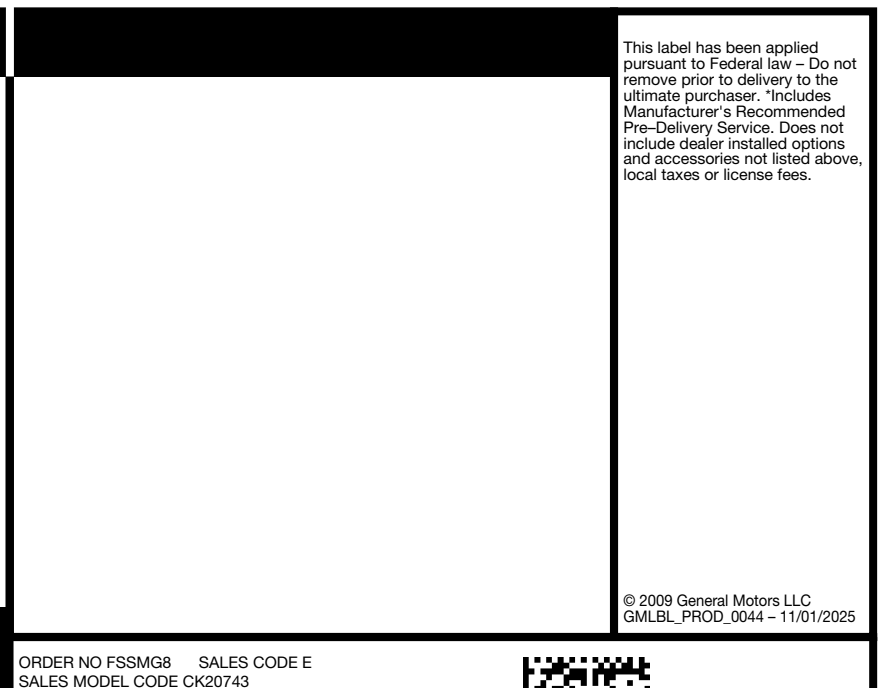 This label has been applied
pursuant to Federal law – Do not
remove prior to delivery to the
ultimate purchaser. *Includes
Manufacturer's Recommended
Pre–Delivery Service. Does not
include dealer installed options
and accessories not listed above,
local taxes or license fees.
© 2009 General Motors LLC
GMLBL_PROD_0044 – 11/01/2025
ORDER NO FSSMG8 SALES CODE E
SALES MODEL CODE CK20743